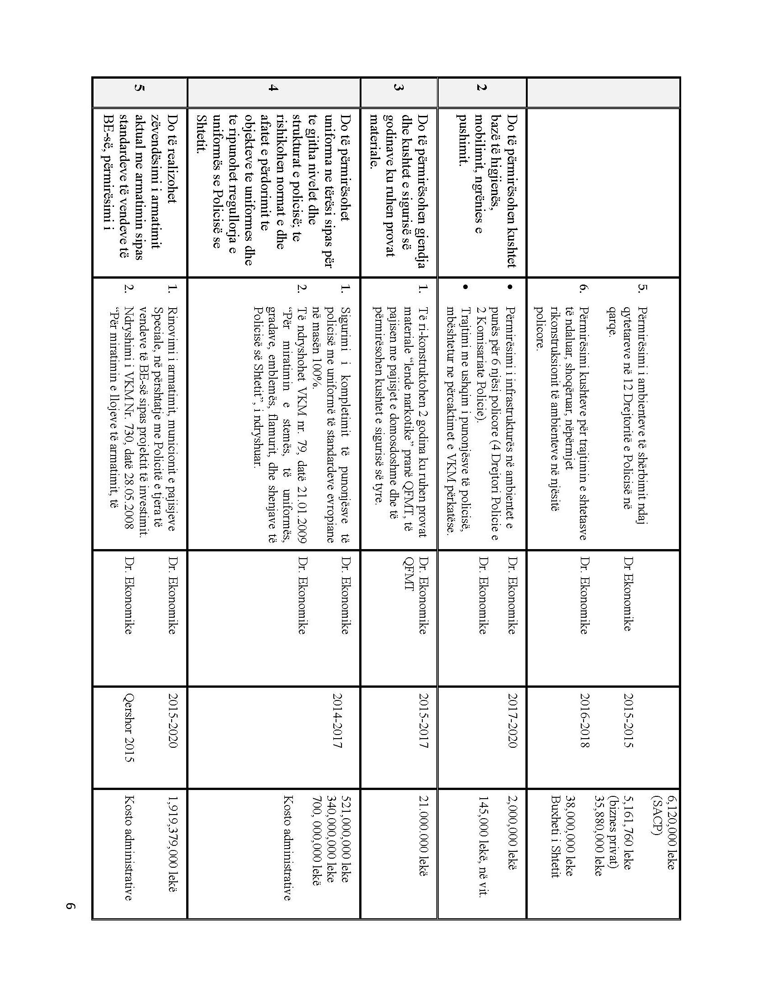 5. Përmirësimi i ambienteve të shërbimit ndaj
qytetareve në 12 Drejtoritë e Policisë në
qarqe.
6. Përmirësimi kushteve për trajtimin e shtetasve
të ndaluar, shoqëruar, nëpërmjet
rikonstruksionit të ambienteve në njësitë
policore.
Dr Ekonomike
Dr. Ekonomike
2015-2015
2016-2018
6,120,000 leke
(SACP)
5,161,760 leke
(biznes privat)
35,880,000 leke
38,000,000 leke
Buxheti i Shtetit
2
Do të përmirësohen kushtet
bazë të higjienës,
mobilimit, ngrënies e
pushimit.
• Përmirësimi i infrastrukturës në ambientet e
punës për 6 njësi policore (4 Drejtori Policie e
2 Komisariate Policie).
• Trajtimi me ushqim i punonjësve të policisë,
mbështetur ne përcaktimet e VKM përkatëse.
Dr. Ekonomike
Dr. Ekonomike
2017-2020
2,000,000 lekë
145,000 lekë, në vit.
3
Do të përmirësohen gjendja
dhe kushtet e sigurisë së
godinave ku ruhen provat
materiale.
1. Të ri-konstruktohen 2 godina ku ruhen provat
materiale “lende narkotike” pranë QFMT, të
pajisen me pajisjet e domosdoshme dhe të
përmirësohen kushtet e sigurisë së tyre.
Dr. Ekonomike
QFMT
2015-2017
21.000.000 lekë
4
Do të përmirësohet
uniforma ne tërësi sipas për
te gjitha nivelet dhe
strukturat e policisë; te
rishikohen normat e dhe
afatet e përdorimit te
objekteve te uniformes dhe
te ripunohet rregullorja e
uniformës se Policisë se
Shtetit.
1. Sigurimi i kompletimit të punonjësve të
policisë me uniformë të standardeve evropiane
në masën 100%.
2. Të ndryshohet VKM nr. 79, datë 21.01.2009
“Për miratimin e stemës, të uniformës,
gradave, emblemës, flamurit, dhe shenjave të
Policisë së Shtetit”, i ndryshuar.
Dr. Ekonomike
Dr. Ekonomike
2014-2017
521,000,000 leke
340,000,000 leke
700, 000,000 lekë
Kosto administrative
5
Do të realizohet
zëvendësimi i armatimit
aktual me armatimin sipas
standardeve të vendeve të
BE-së, përmirësimi i
1. Rinovimi i armatimit, municionit e pajisjeve
Speciale, në përshtatje me Policitë e tjera të
vendeve të BE-së sipas projektit të investimit.
2. Ndryshimi i VKM Nr. 730, datë 28.05.2008
“Për miratimin e llojeve të armatimit, të
Dr. Ekonomike
Dr. Ekonomike
2015-2020
Qershor 2015
1,919,379,000 lekë
Kosto administrative
6